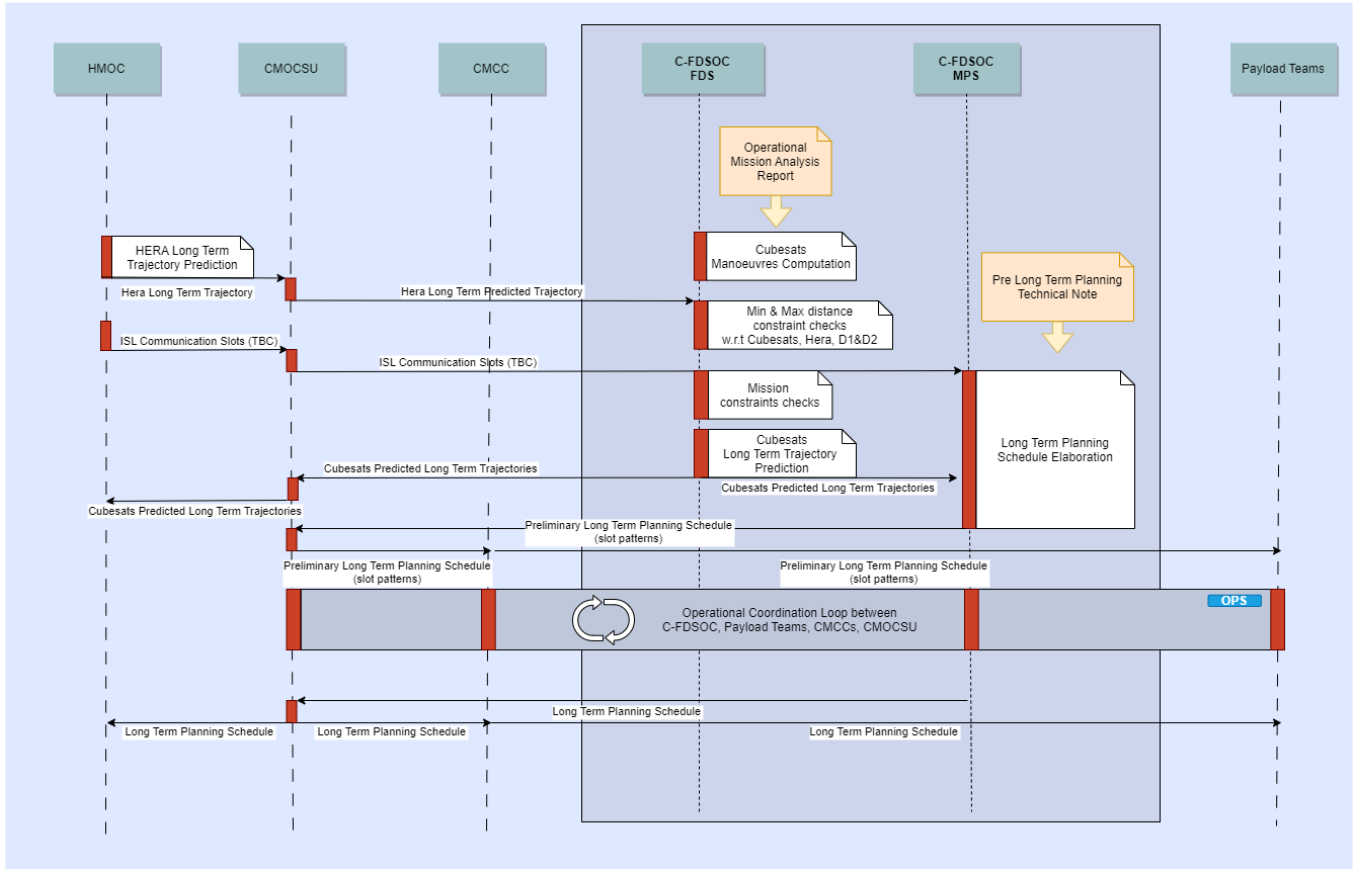 HMOC
CMOCSU
CMCC
C-FDSOC
FDS
C-FDSOC
MPS
Payload Teams
Operational
Mission Analysis
Report
HERA Long Term
Trajectory Prediction
Cubesats
Manoeuvres Computation
Pre Long Term Planning
Technical Note
Hera Long Term Trajectory
Hera Long Term Predicted Trajectory
Min & Max distance
constraint checks
w.r.t Cubesats, Hera, D1&D2
ISL Communication Slots (TBC)
ISL Communication Slots (TBC)
Mission
constraints checks
Long Term Planning
Schedule Elaboration
Cubesats
Long Term Trajectory
Prediction
Cubesats Predicted Long Term Trajectories
Cubesats Predicted Long Term Trajectories
Cubesats Predicted Long Term Trajectories
Preliminary Long Term Planning Schedule
(slot patterns)
Preliminary Long Term Planning Schedule
(slot patterns)
Preliminary Long Term Planning Schedule
(slot patterns)
OPS
Operational Coordination Loop between
C-FDSOC, Payload Teams, CMCCs, CMOCSU
Long Term Planning Schedule
Long Term Planning Schedule
Long Term Planning Schedule
Long Term Planning Schedule